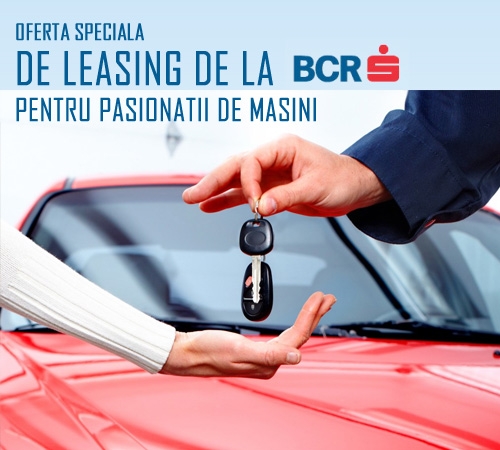 OFERTA SPECIALA
DE LEASING DE LA BCR
PENTRU PASIONATII DE MASINI